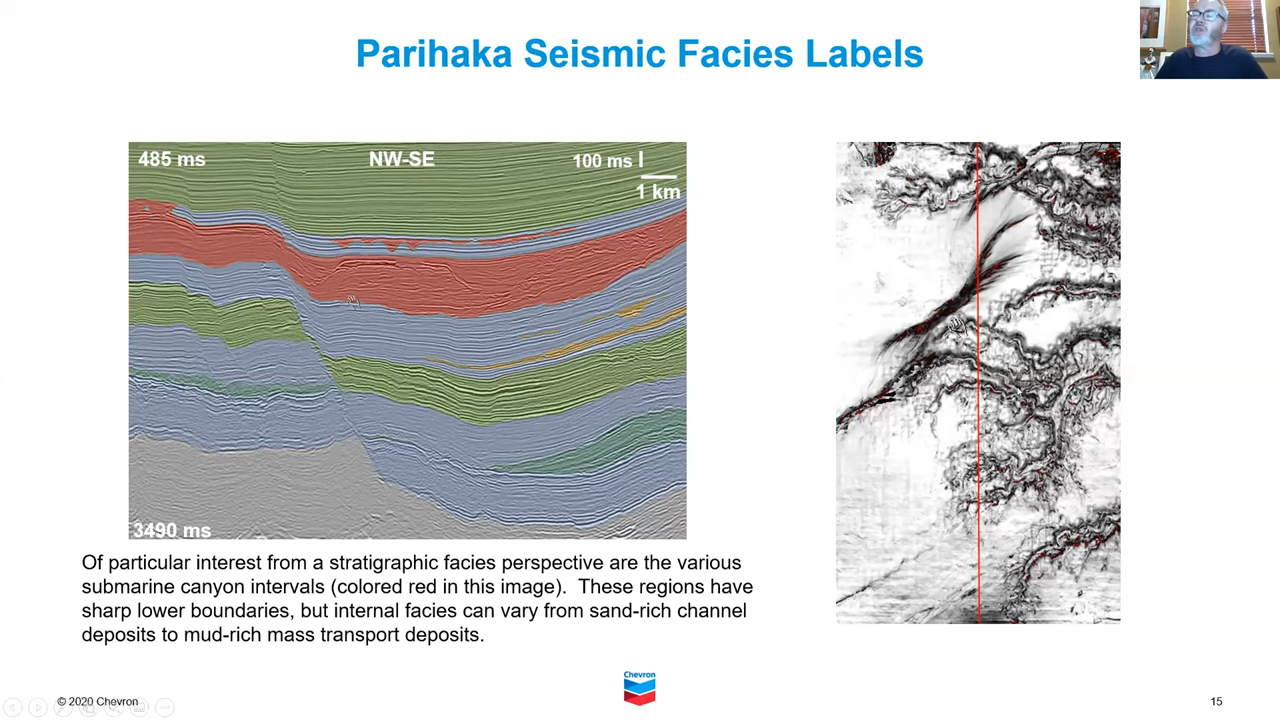 Parihaka Seismic Facies Labels
485 ms
NW-SE
100 ms
1 km
3490 ms
Of particular interest from a stratigraphic facies perspective are the various
submarine canyon intervals (colored red in this image). These regions have
sharp lower boundaries, but internal facies can vary from sand-rich channel
deposits to mud-rich mass transport deposits.
© 2020 Chevron
Chevron
15